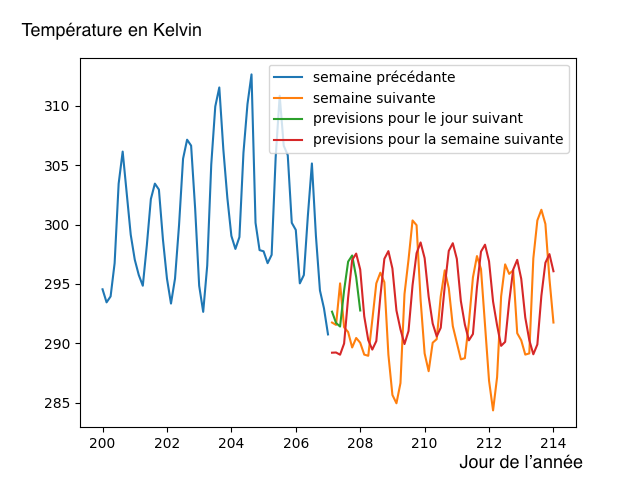 Température en Kelvin
semaine précédante
semaine suivante
previsions pour le jour suivant
previsions pour la semaine suivante
310
305
300
295
290
285
200 202 204 206 208 210 212 214
Jour de l'année